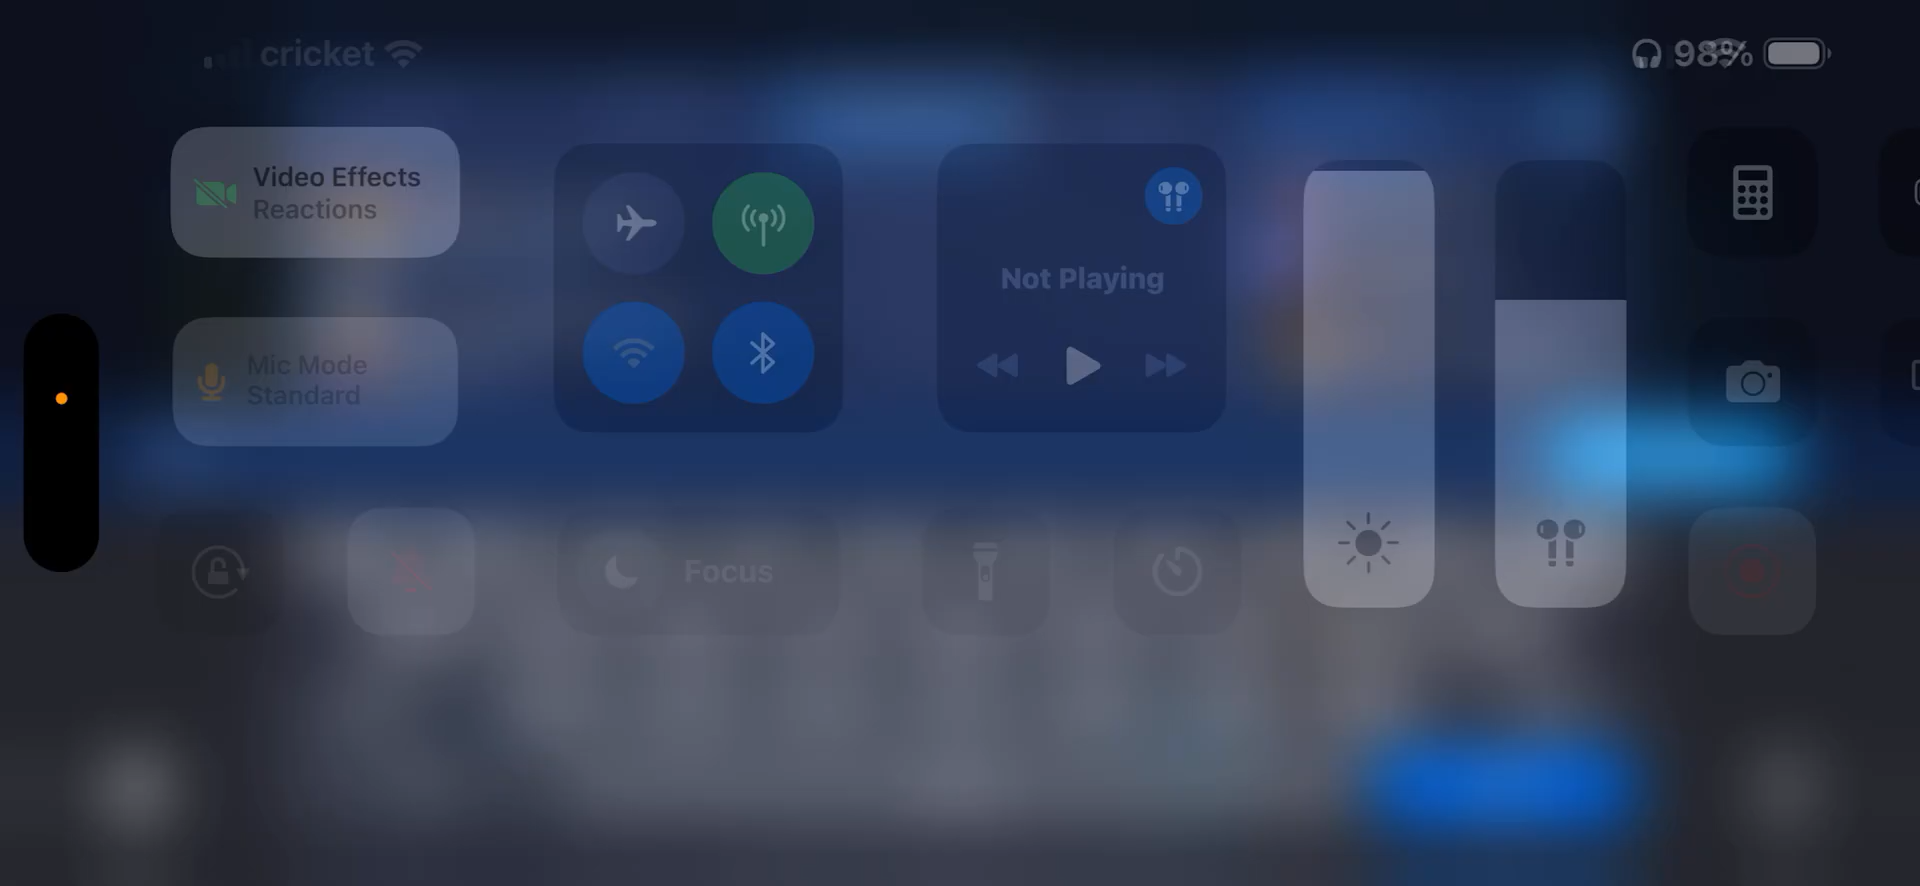 cricket
98%
Video Effects
Reactions
Not Playing
Mic Mode
Standard
Focus